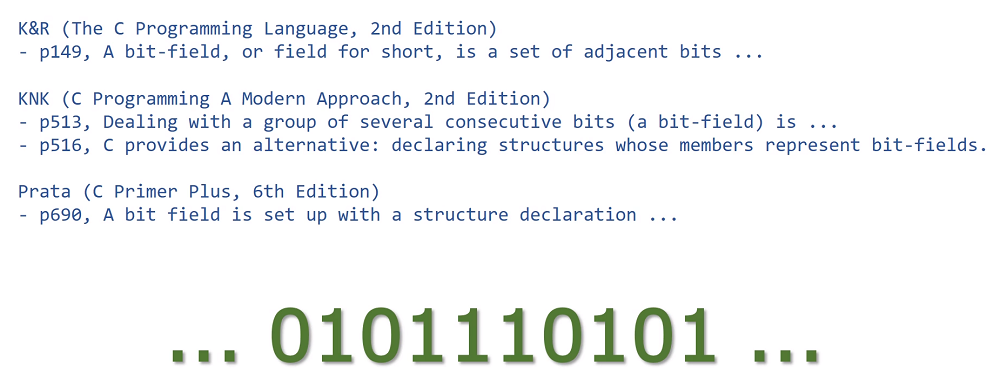 K&R (The C Programming Language, 2nd Edition)
- p149, A bit-field, or field for short, is a set of adjacent bits ...
KNK (C Programming A Modern Approach, 2nd Edition)
- p513, Dealing with a group of several consecutive bits (a bit-field) is ...
- p516, C provides an alternative: declaring structures whose members represent bit-fields.
Prata (C Primer Plus, 6th Edition)
- p690, A bit field is set up with a structure declaration ...
... 0101110101 ...